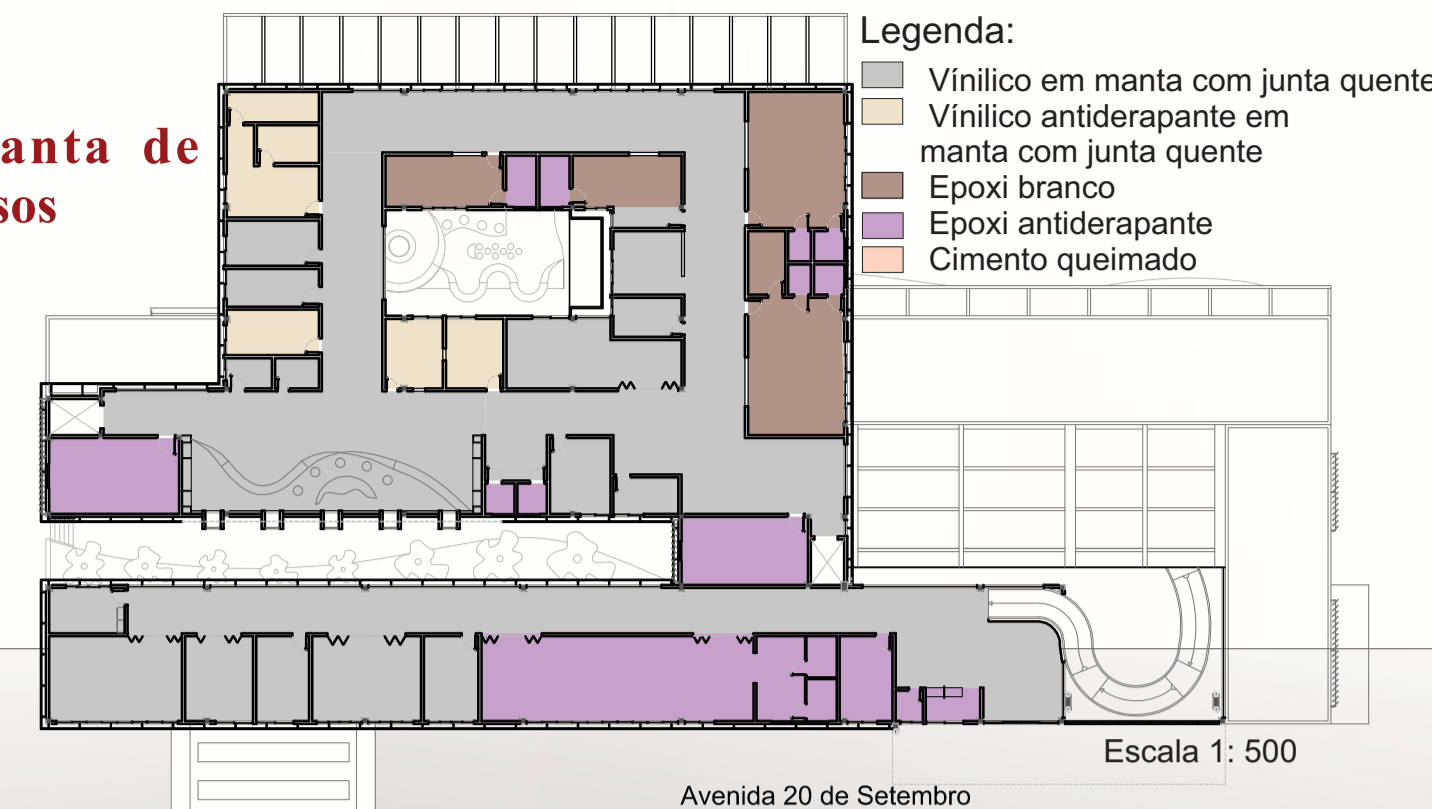 anta de
sos
Legenda:
Vínilico em manta com junta quente
Vínilico antiderapante em
manta com junta quente
Epoxi branco
Epoxi antiderapante
Cimento queimado
Escala 1: 500
Avenida 20 de Setembro